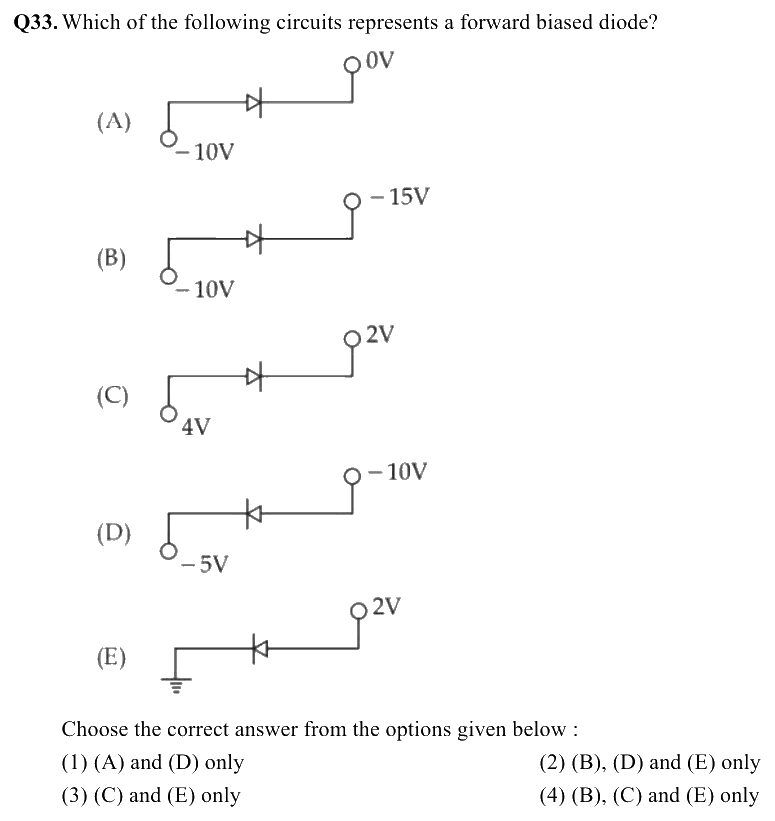 Q33. Which of the following circuits represents a forward biased diode?
0V
(A)
– 10V
– 15V
(B)
– 10V
2V
(C)
4V
– 10V
(D)
– 5V
2V
(E)
Choose the correct answer from the options given below :
(1) (A) and (D) only (2) (B), (D) and (E) only
(3) (C) and (E) only (4) (B), (C) and (E) only